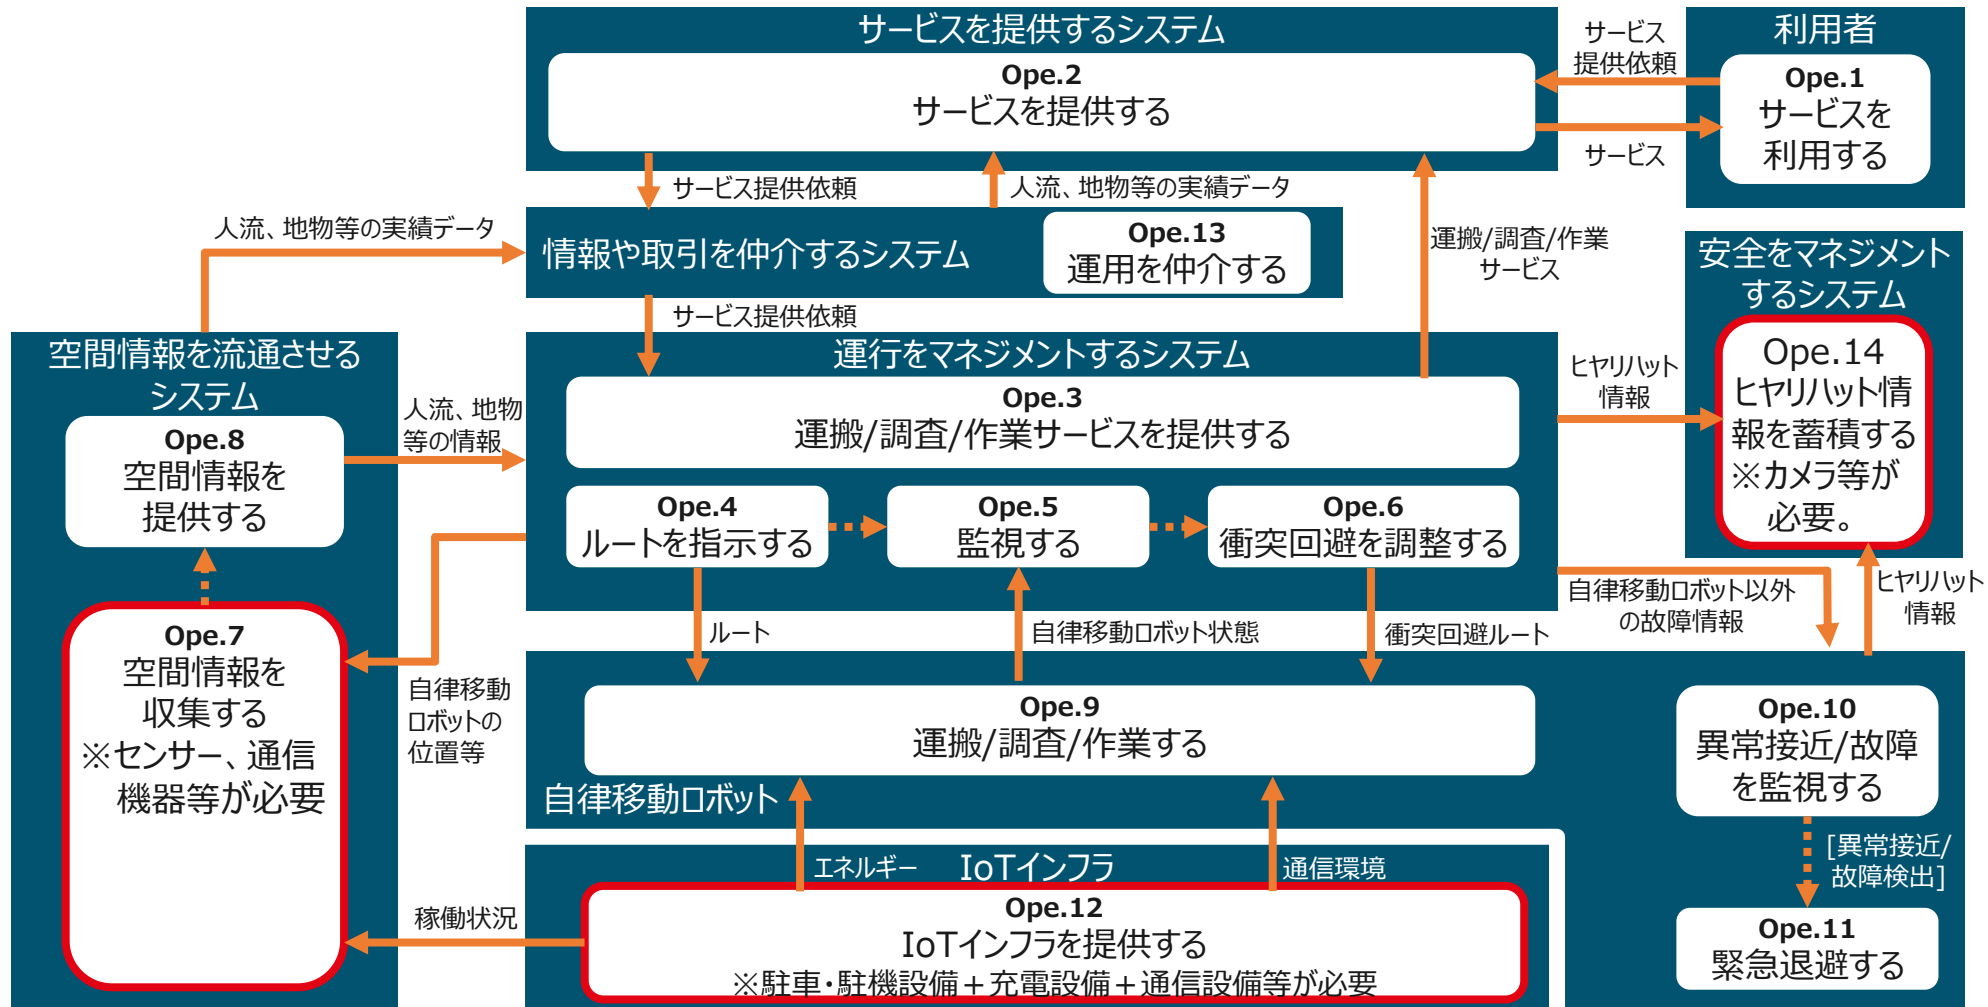 サービスを提供するシステム
Ope.2
サービスを提供する
サービス
提供依頼
サービス
利用者
Ope.1
サービスを
利用する
サービス提供依頼
人流、地物等の実績データ
人流、地物等の実績データ
情報や取引を仲介するシステム
Ope.13
運用を仲介する
運搬/調査/作業
サービス
サービス提供依頼
安全をマネジメント
するシステム
Ope.14
ヒヤリハット情
報を蓄積する
※カメラ等が
必要。
空間情報を流通させる
システム
Ope.8
空間情報を
提供する
人流、地物
等の情報
運行をマネジメントするシステム
Ope.3
運搬/調査/作業サービスを提供する
ヒヤリハット
情報
Ope.4
ルートを指示する
Ope.5
監視する
Ope.6
衝突回避を調整する
自律移動ロボット以外
の故障情報
ヒヤリハット
情報
ルート
自律移動ロボット状態
衝突回避ルート
Ope.7
空間情報を
収集する
※センサー、通信
機器等が必要
自律移動
ロボットの
位置等
Ope.9
運搬/調査/作業する
自律移動ロボット
Ope.10
異常接近/故障
を監視する
[異常接近/
故障検出]
Ope.11
緊急退避する
エネルギー
IoTインフラ
通信環境
稼働状況
Ope.12
IoTインフラを提供する
※駐車・駐機設備＋充電設備＋通信設備等が必要